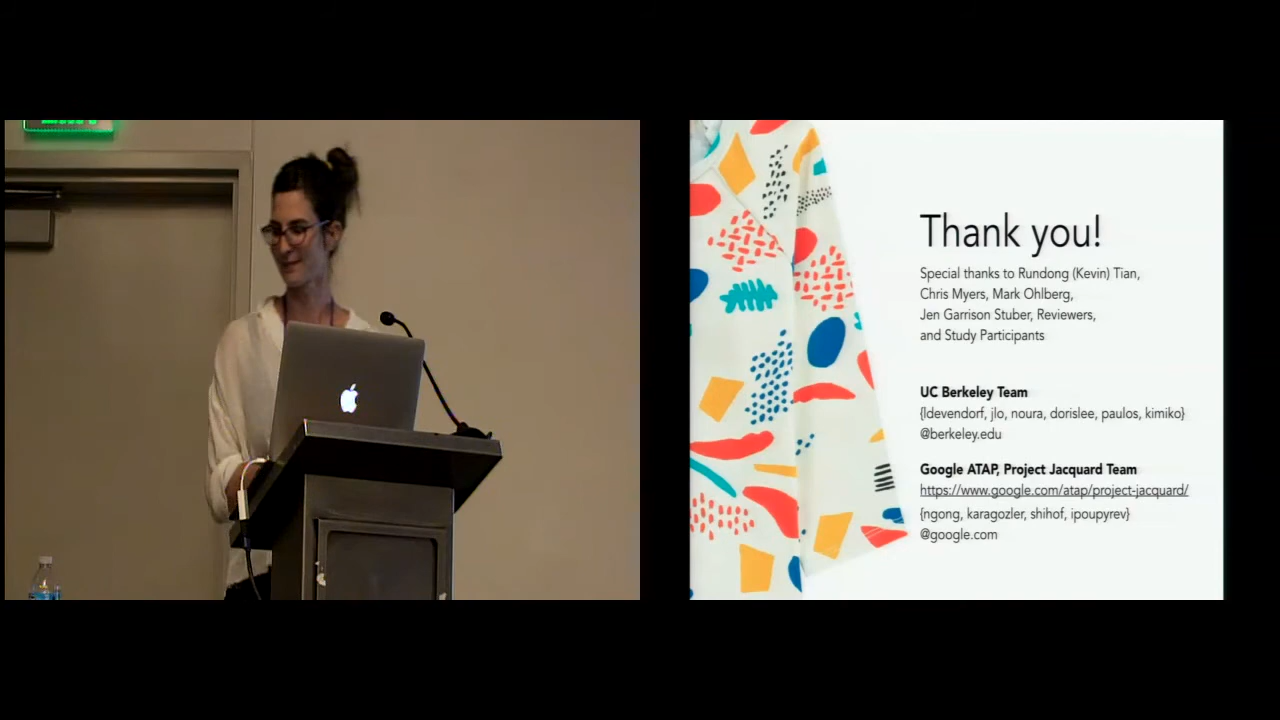 Thank you!
Special thanks to Rundong (Kevin) Tian,
Chris Myers, Mark Ohlberg,
Jen Garrison Stuber, Reviewers,
and Study Participants
UC Berkeley Team
{ldevendorf, jlo, noura, dorislee, paulos, kimiko}
@berkeley.edu
Google ATAP, Project Jacquard Team
https://www.google.com/atap/project-jacquard/
{ngong, karagozler, shihof, ipoupyrev}
@google.com